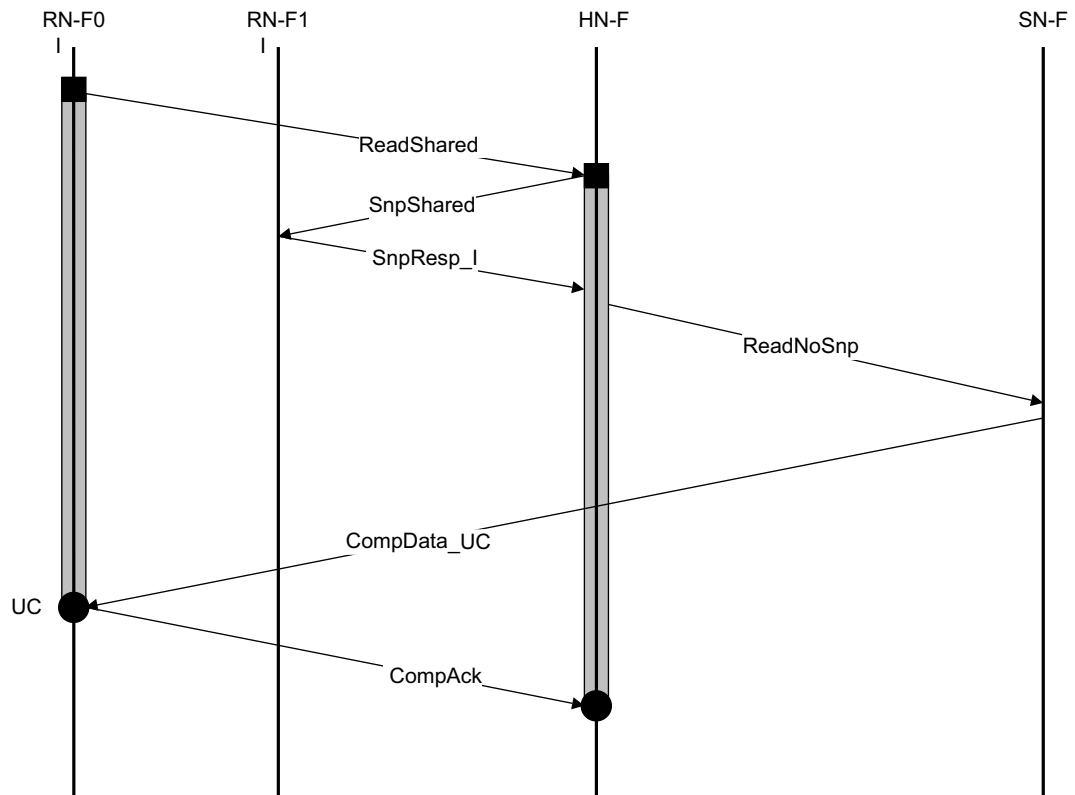 RN-F0 RN-F1 HN-F SN-F
I I
ReadShared
SnpShared
SnpResp_I
ReadNoSnp
CompData_UC
UC
CompAck